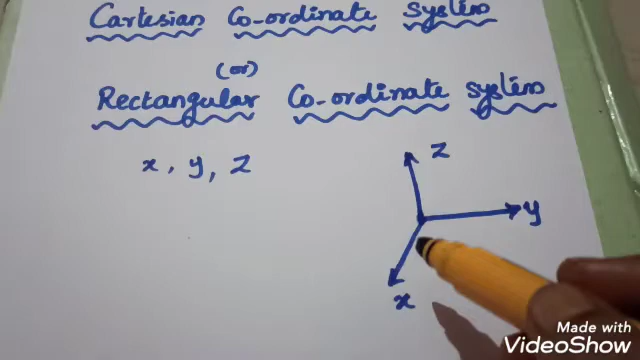 Cartesian Co-ordinate System
(or)
Rectangular Co-ordinate System
x, y, z
z
y
x
Made with
VideoShow